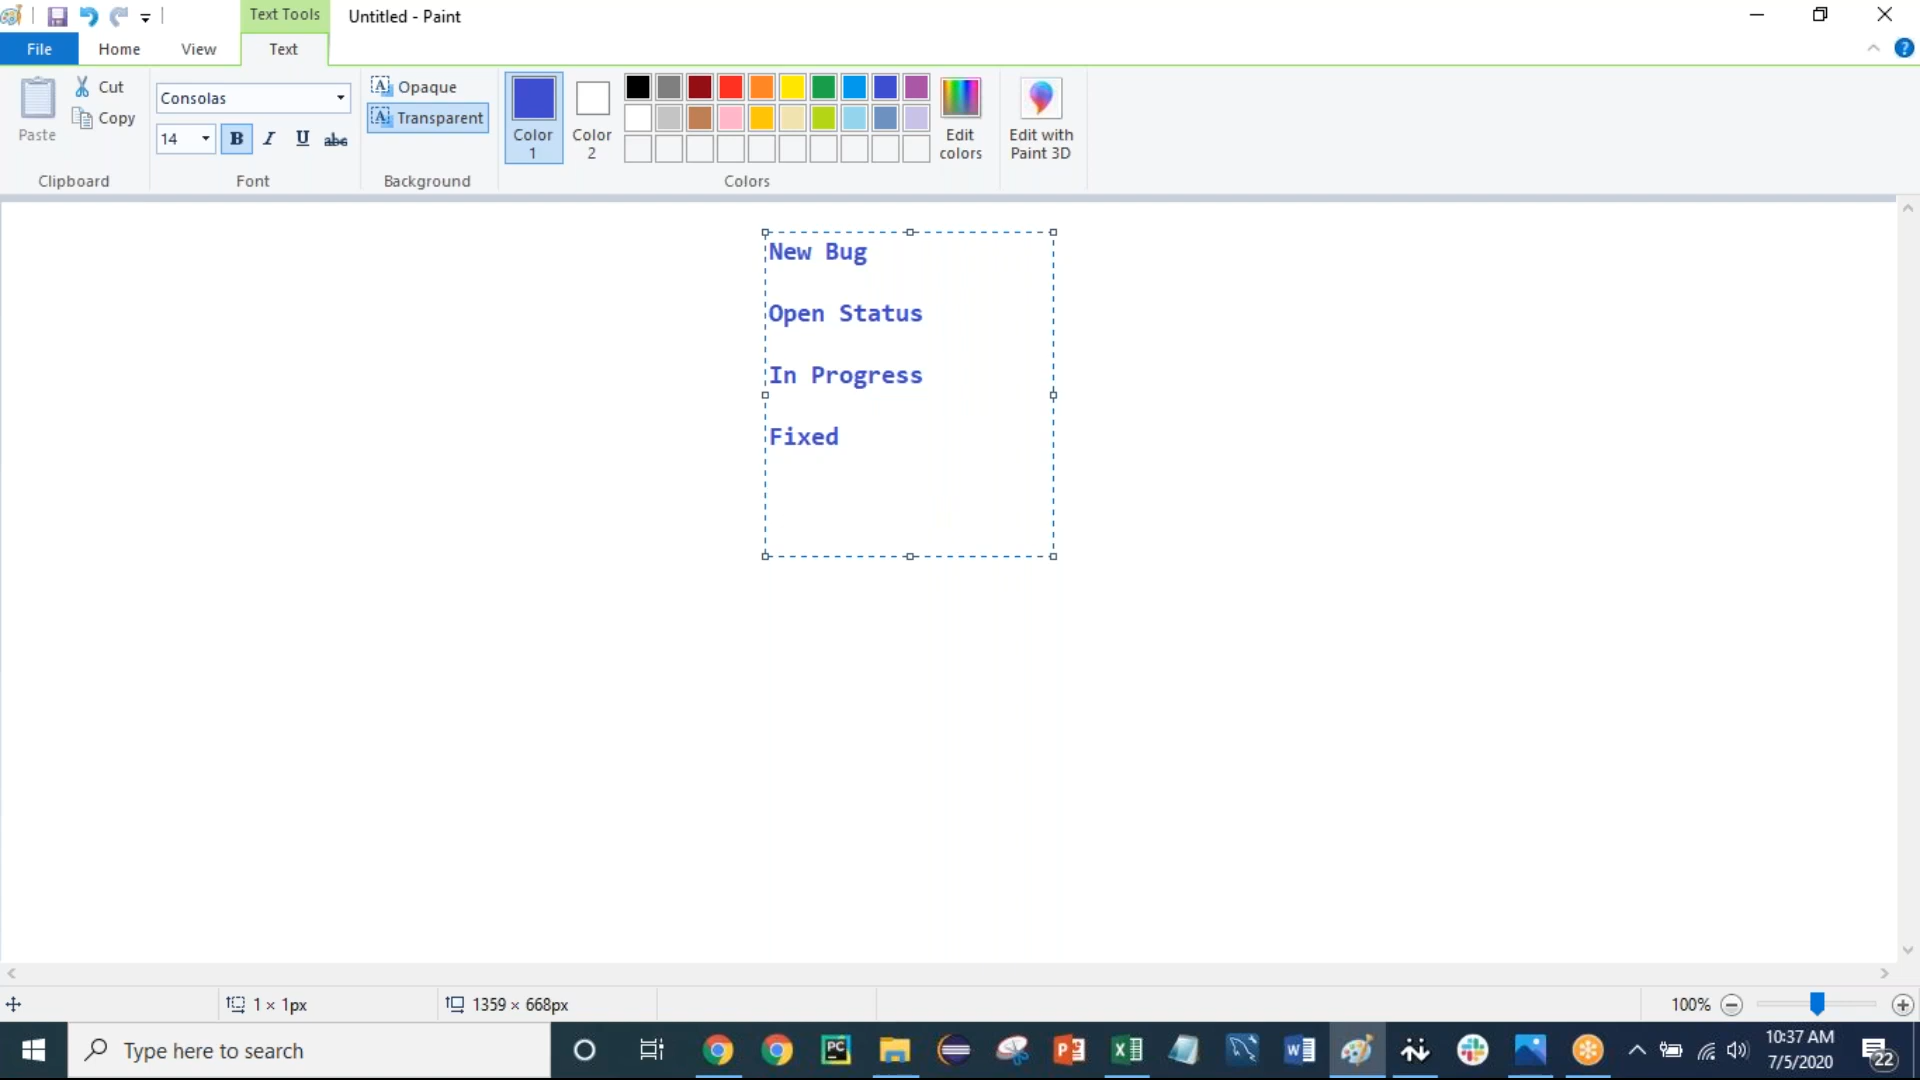 Text Tools
Untitled - Paint
File
Home
View
Text
Paste
Cut
Copy
Clipboard
Consolas
14
B
I
U
abc
Font
Opaque
Transparent
Background
Color 1
Color 2
Colors
Edit colors
Edit with Paint 3D
New Bug
Open Status
In Progress
Fixed
1 × 1px
1359 × 668px
100%
Type here to search
10:37 AM
7/5/2020
22